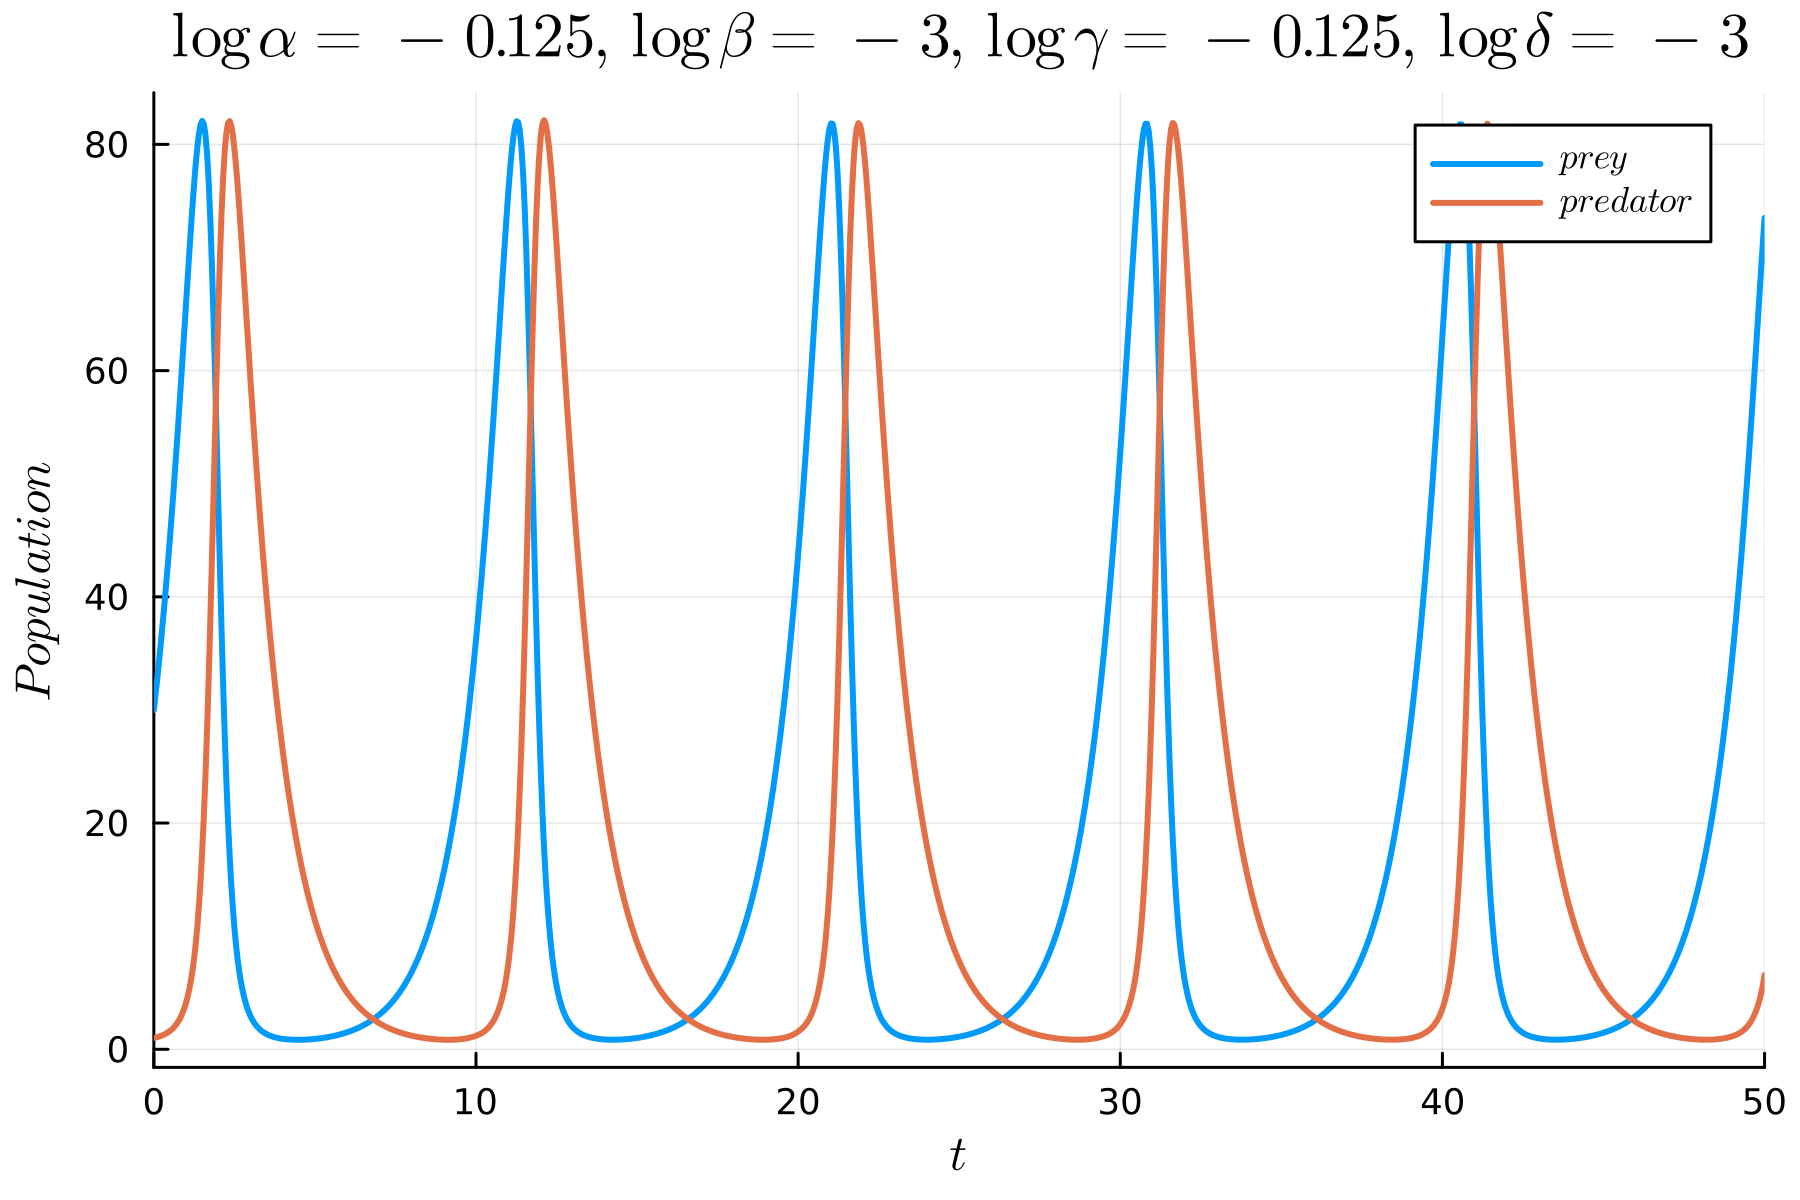 log α = − 0.125, log β = − 3, log γ = − 0.125, log δ = − 3
prey
predator
80
60
40
20
0
Population
0 10 20 30 40 50
t